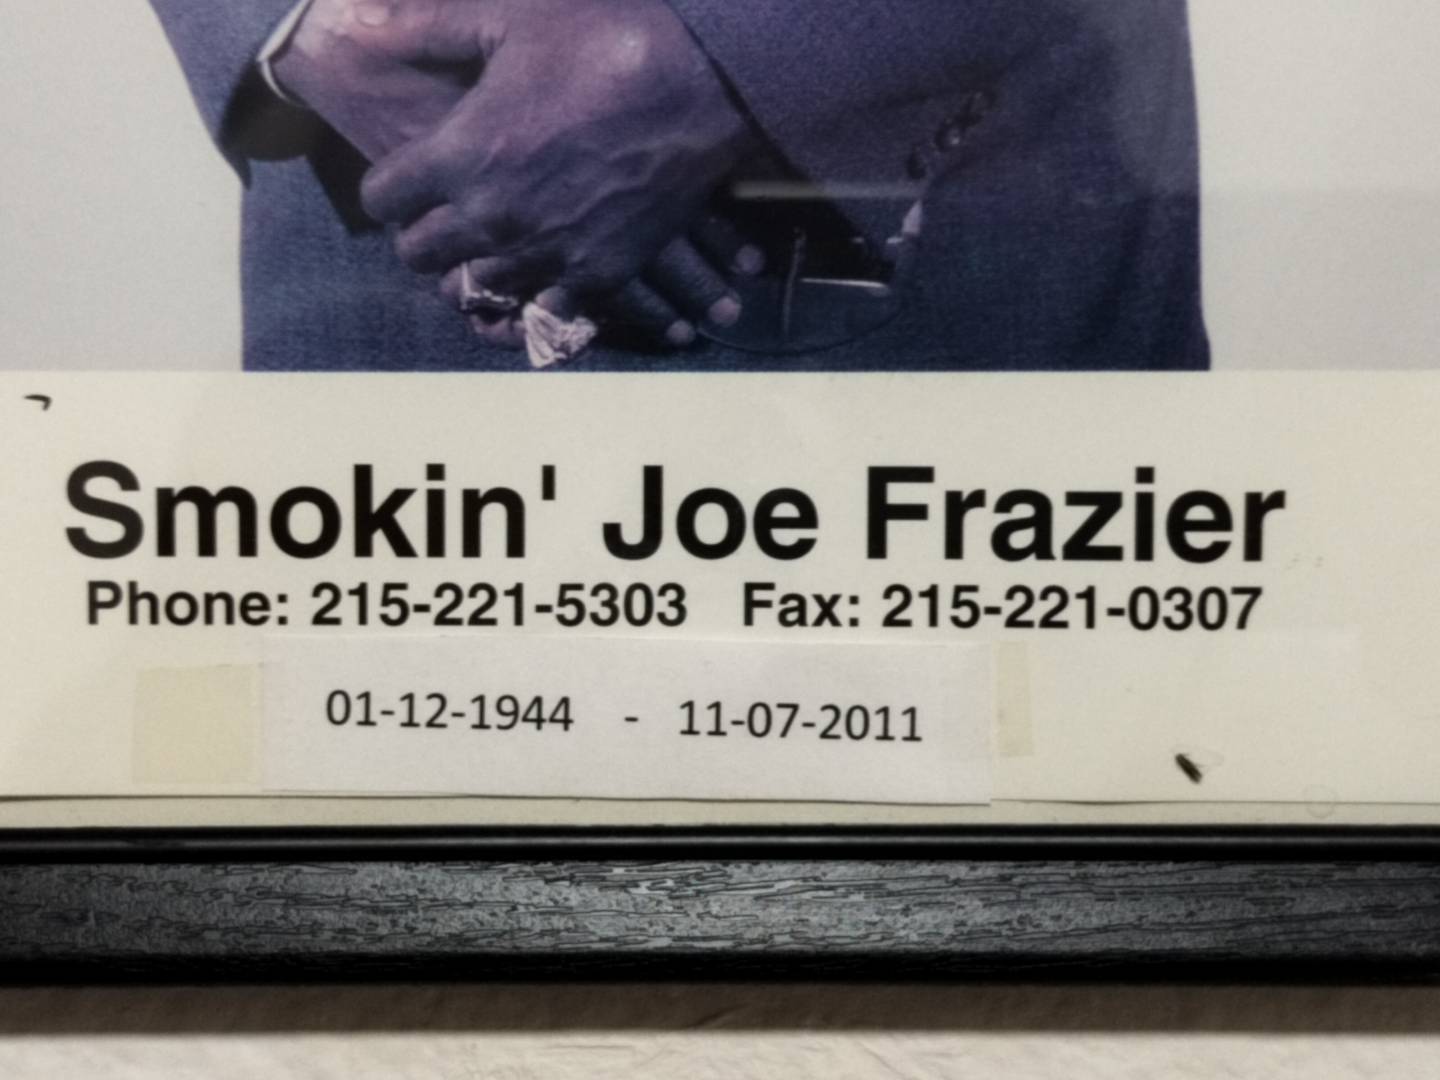 Smokin' Joe Frazier
Phone: 215-221-5303 Fax: 215-221-0307
01-12-1944 - 11-07-2011